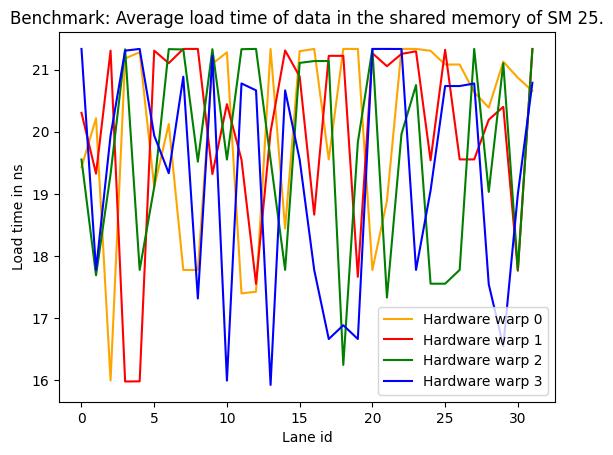 Benchmark: Average load time of data in the shared memory of SM 25.
Load time in ns
21
20
19
18
17
16
0
5
10
15
20
25
30
Lane id
Hardware warp 0
Hardware warp 1
Hardware warp 2
Hardware warp 3